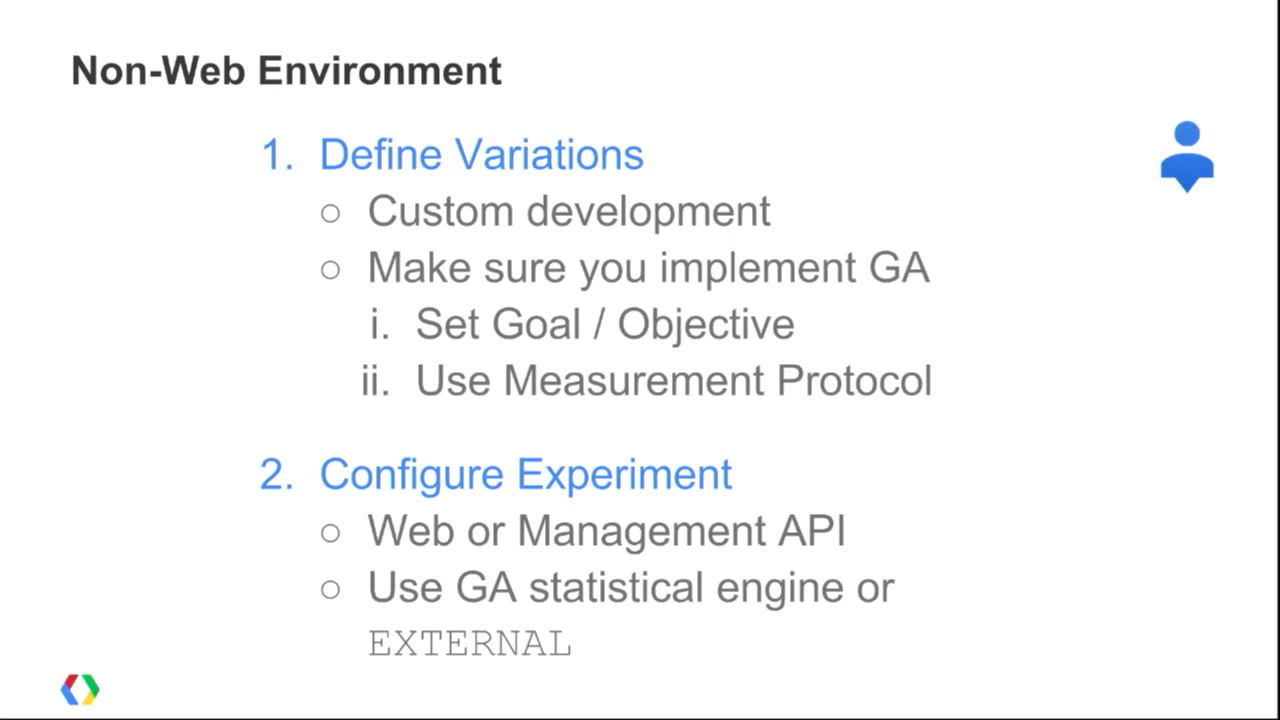 Non-Web Environment
1. Define Variations
○ Custom development
○ Make sure you implement GA
i. Set Goal / Objective
ii. Use Measurement Protocol
2. Configure Experiment
○ Web or Management API
○ Use GA statistical engine or
EXTERNAL